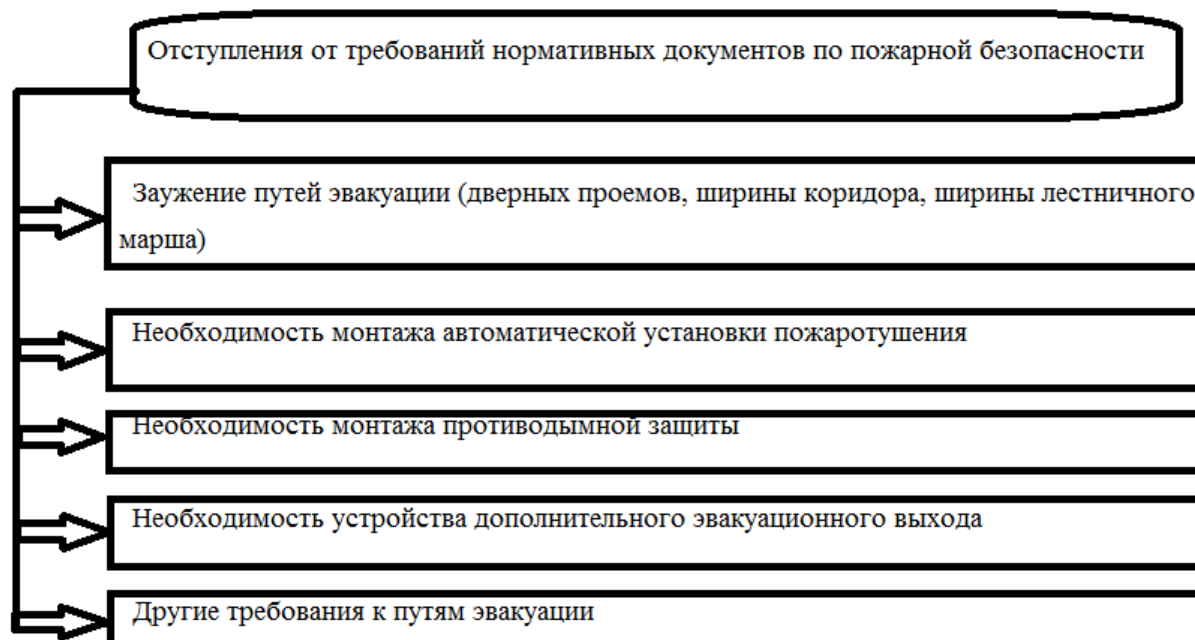 Отступления от требований нормативных документов по пожарной безопасности
Заужение путей эвакуации (дверных проемов, ширины коридора, ширины лестничного
марша)
Необходимость монтажа автоматической установки пожаротушения
Необходимость монтажа противодымной защиты
Необходимость устройства дополнительного эвакуационного выхода
Другие требования к путям эвакуации